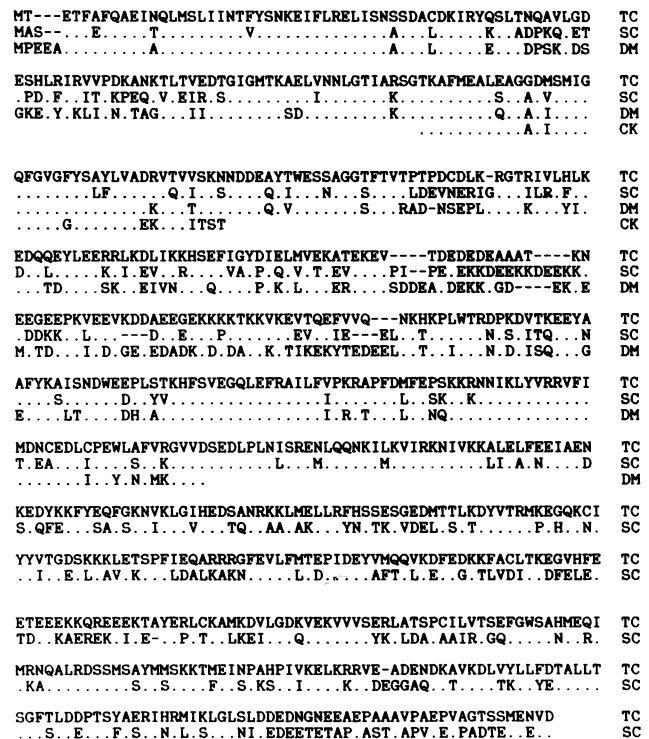 MT---ETFAFQAEINQLMSLIINTFYSNKEIFLRELISNSSDACDKIRYQSLTNQAVLGD TC
MAS--....E.....T........V...........A...L.....K...ADPKQ.ET SC
MPEEA..........A....................A...L.....E....DPSK.DS DM
ESHLRIRVVPDKANKTLTVEDTGIGMTKAELVNNLGTIARSGTKAFMEALEAGGDMSMIG TC
.PD.F..IT.KPEQ.V.EIR.S.........I.......K..........S..A.V.... SC
GKE.Y.KLI.N.TAG...II........SD.........K..........Q..A.I.... DM
..........A.I.... CK
QFGVGFYSAYLVADRVTVVSKNNDDEAYTWESSAGGTFTVTPTPDCDLK-RGTRIVLHLK TC
........LF.....Q.I..S....Q.I...N...S....LDEVNERIG...ILR.F.. SC
..............K...T.......Q.V.......S...RAD-NSEPL....K...YI. DM
.....G.......EK...ITST CK
EDQQEYLEERRLKDLIKKHSEFIGYDIELMVEKATEKEV----TDEDEDEAAAT----KN TC
D..L.....K.I.EV..R....VA.P.Q.V.T.EV....PI--PE.EKKDEEKKDEEKK. SC
...TD....SK..EIVN...Q....P.K.L...ER....SDDEA.DEKK.GD----EK.E DM
EEGEEPKVEEVKDDAEEGEKKKKTKKVKEVTQEFVVQ--NKHKPLWTRDPKDVTKEEYA TC
.DDKK..L....---D..E...P.......EV..IE---EL..T......N.S.ITQ...N SC
M.TD...I.D.GE.EDADK.D.DA..K.TIKEKYTEDEEL..T...I...N.D.ISQ...G DM
AFYKAISNDWEEPLSTKHFSVEGQLEFRAILFVPKRAPFDMFEPSKKRNNIKLYVRRVFI TC
....S......D..YV...............I.......L..SK..K............. SC
E....LT....DH.A................I.R.T...L..NQ................ DM
MDNCEDLCPEWLAFVRGVVDSEDLPLNISRENLQQNKILKVIRKNIVKKALELFEEIAEN TC
T.EA...I....S..K...........L...M......M..........LI.A.N....D SC
.......I..Y.N.MK.... DM
KEDYKKFYEQFGKNVKLGIHEDSANRKKLMELLRFHSSESGEDMTTLKDYVTRMKEGQKCI TC
S.QFE...SA.S..I....V...TQ..AA.AK...YN.TK.VDEL.S.T......P.H..N. SC
YYVTGDSKKKLETSPFIEQARRRGFEVLFMTEPIDEYVMQQVKDFEDKKFACLTKEGVHFE TC
..I..E.L.AV.K...LDALKAKN.....L.D.....AFT.L.E..G.TLVDI..DFELE. SC
ETEEEKKQREEEKTAYERLCKAMKDVLGDKVEKVVVSERLATSPCILVTSEFGWSAHMEQI TC
TD..KAEREK.I.E-..P.T..LKEI...Q......YK.LDA.AAIR.GQ.....N..R. SC
MRNQALRDSSMSAYMMSKKTMEINPAHPIVKELKRRVE-ADENDKAVKDLVYLLFDTALLT TC
.KA..........S..S....F..S.KS..I....K..DEGGAQ..T....TK..YE.... SC
SGFTLDDPTSYAERIHRMIKLGLSLDDEDNGNEEAEPAAAVPAEPVAGTSSMENVD TC
...S..E....F.S..N.L.S...NI.EDEETETAP.AST.APV.E.PADTE..E.. SC